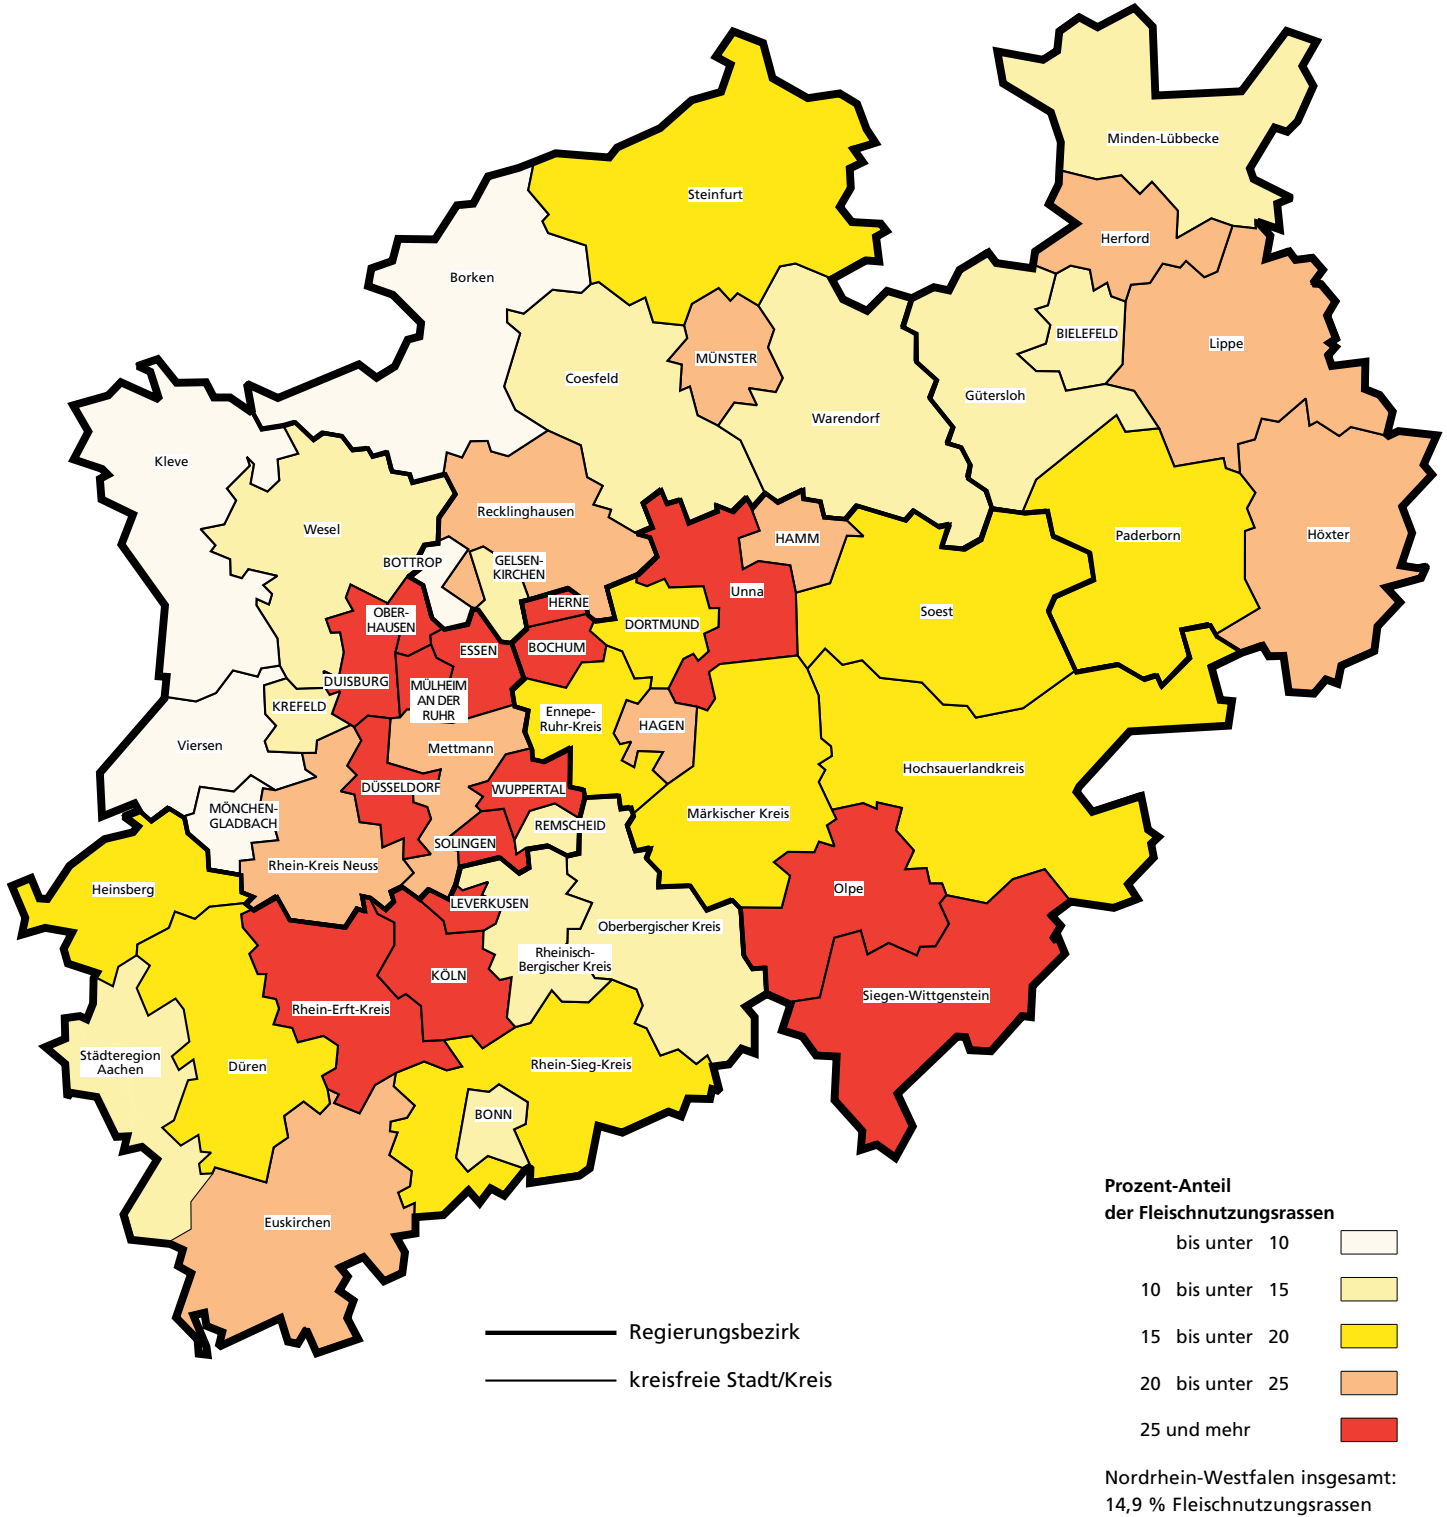 Minden-Lübbecke
Steinfurt
Herford
Borken
BIELEFELD
Lippe
MÜNSTER
Coesfeld
Gütersloh
Warendorf
Kleve
Recklinghausen
Wesel
HAMM
Paderborn
Höxter
BOTTROP
GELSEN-
KIRCHEN
Unna
HERNE
Soest
OBER-
HAUSEN
DORTMUND
ESSEN
BOCHUM
DUISBURG
MÜLHEIM
AN DER
RUHR
KREFELD
Ennepe-
Ruhr-Kreis
HAGEN
Viersen
Mettmann
Hochsauerlandkreis
DÜSSELDORF
WUPPERTAL
MÖNCHEN-
GLADBACH
Märkischer Kreis
REMSCHEID
SOLINGEN
Rhein-Kreis Neuss
Heinsberg
Olpe
LEVERKUSEN
Oberbergischer Kreis
Rheinisch-
Bergischer Kreis
KÖLN
Siegen-Wittgenstein
Rhein-Erft-Kreis
Städteregion
Aachen
Düren
Rhein-Sieg-Kreis
BONN
Euskirchen
Prozent-Anteil
der Fleischnutzungsrassen
bis unter 10
10 bis unter 15
15 bis unter 20
20 bis unter 25
25 und mehr
Regierungsbezirk
kreisfreie Stadt/Kreis
Nordrhein-Westfalen insgesamt:
14,9 % Fleischnutzungsrassen